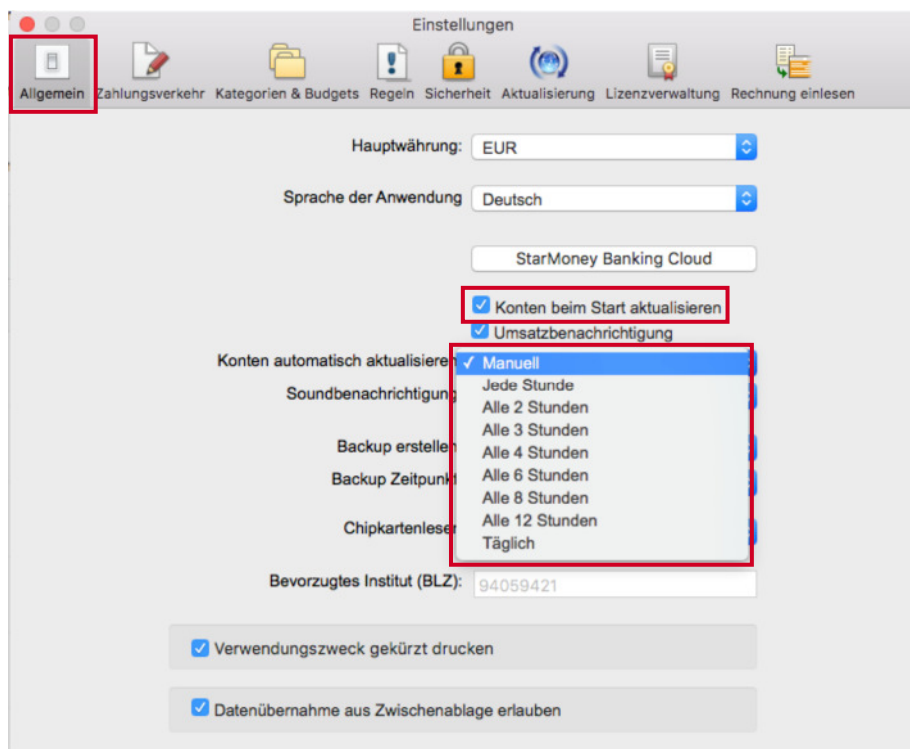 Einstellungen
Allgemein Zahlungsverkehr Kategorien & Budgets Regeln Sicherheit Aktualisierung Lizenzverwaltung Rechnung einlesen
Hauptwährung: EUR
Sprache der Anwendung Deutsch
StarMoney Banking Cloud
Konten beim Start aktualisieren
Umsatzbenachrichtigung
Konten automatisch aktualisieren Manuell
Jede Stunde
Soundbenachrichtigung
Alle 2 Stunden
Alle 3 Stunden
Backup erstellen
Alle 4 Stunden
Backup Zeitpunkt
Alle 6 Stunden
Alle 8 Stunden
Chipkartenleser
Alle 12 Stunden
Täglich
Bevorzugtes Institut (BLZ): 94059421
Verwendungszweck gekürzt drucken
Datenübernahme aus Zwischenablage erlauben